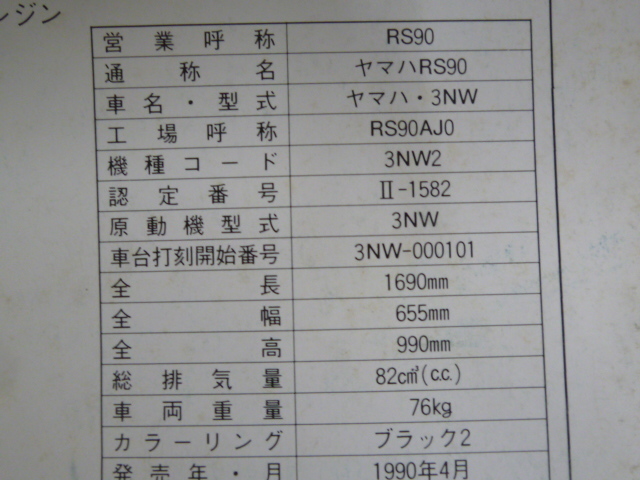 ンジン
営業呼称 RS90
通称名 ヤマハRS90
車名・型式 ヤマハ・3NW
工場呼称 RS90AJ0
機種コード 3NW2
認定番号 Ⅱ-1582
原動機型式 3NW
車台打刻開始番号 3NW-000101
全長 1690mm
全幅 655mm
全高 990mm
総排気量 82cm³(c.c.)
車両重量 76kg
カラーリング ブラック2
発売年・月 1990年4月